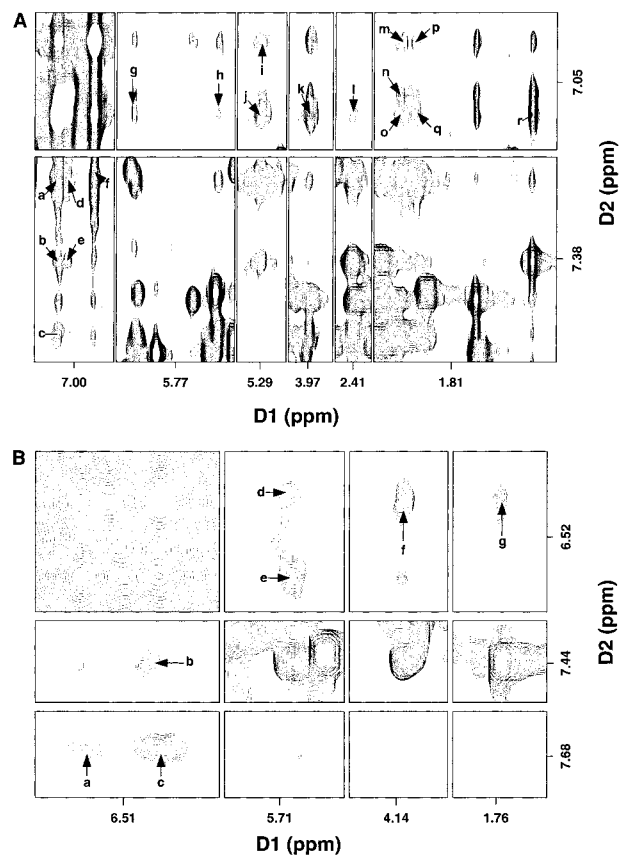 A
m
p
g
h
i
j
k
l
n
o
q
r
7.05
a
d
f
b
e
c
7.38
D2 (ppm)
7.00
5.77
5.29
3.97
2.41
1.81
D1 (ppm)
B
d
e
f
g
6.52
b
7.44
D2 (ppm)
a
c
7.68
6.51
5.71
4.14
1.76
D1 (ppm)